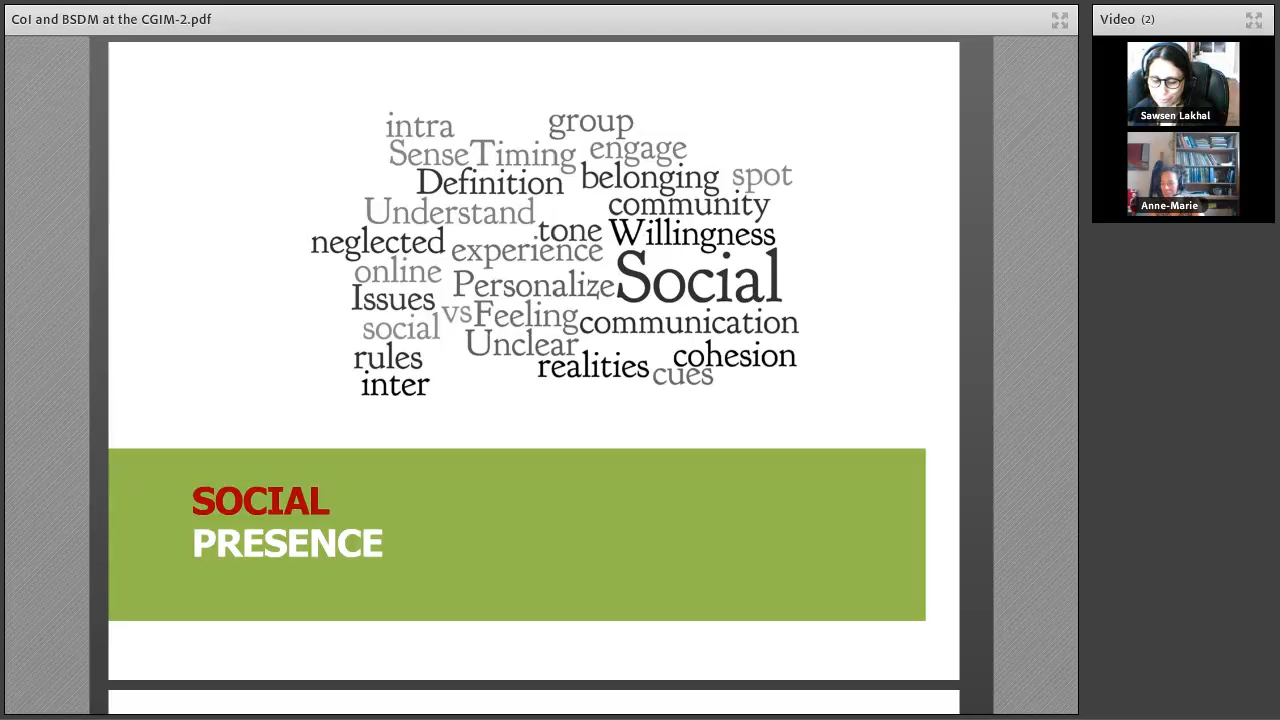 CoI and BSDM at the CGIM-2.pdf
Video (2)
Sawsen Lakhal
Anne-Marie
intra group
SenseTiming engage
Definition belonging spot
Understand community
neglected tone Willingness
experience
online Personalize Social
Issues vs Feeling communication
social Unclear
rules realities cohesion
inter cues
SOCIAL
PRESENCE